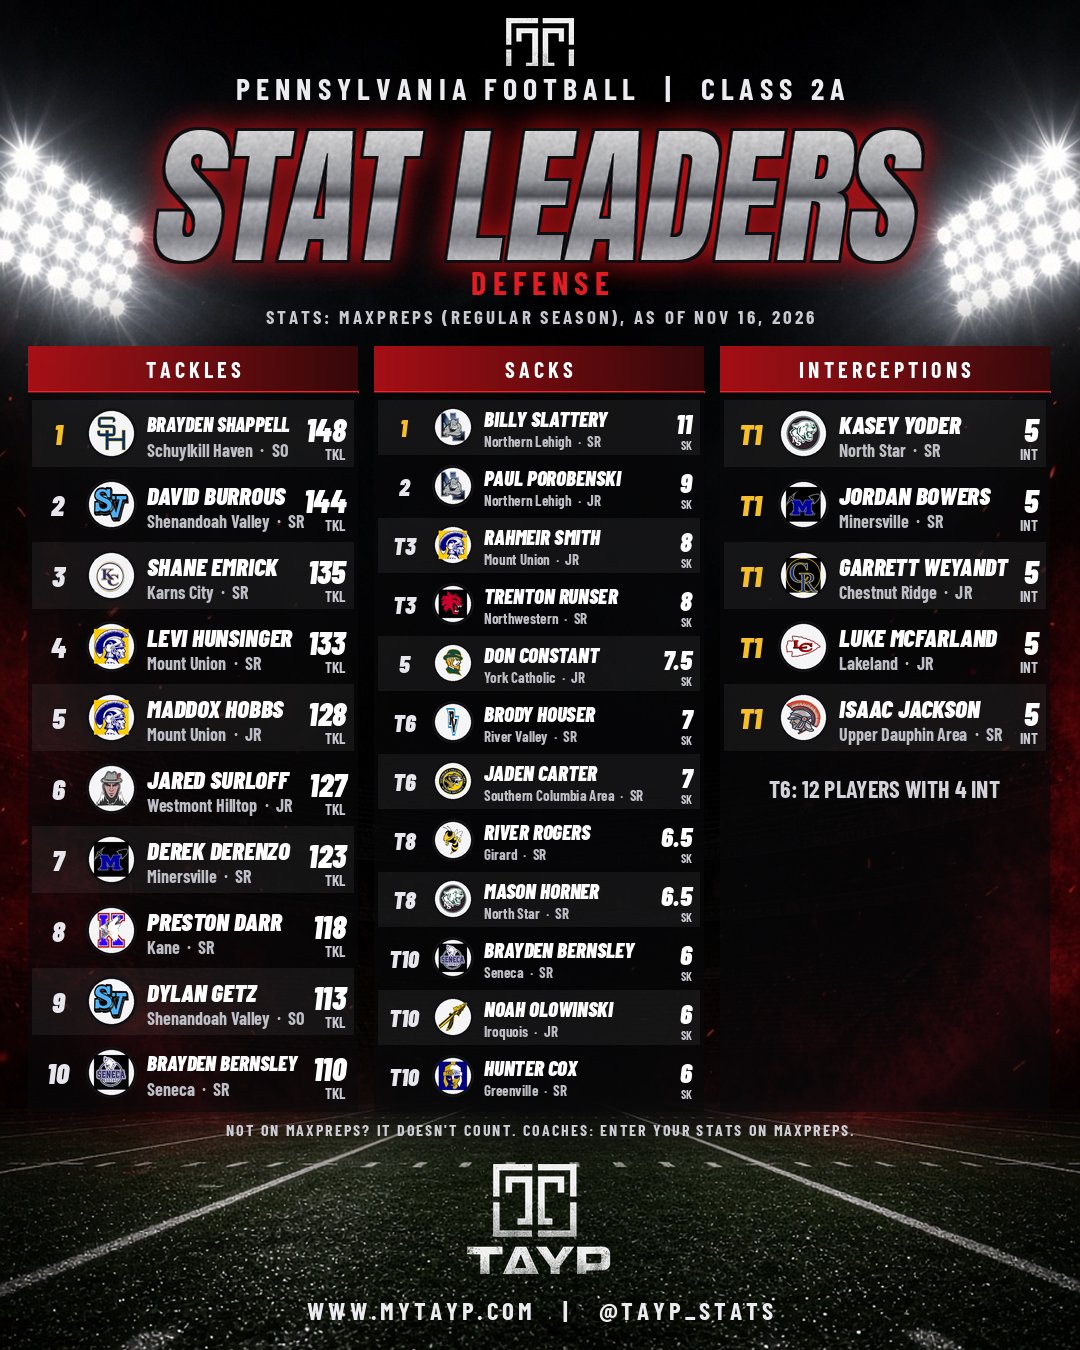 PENNSYLVANIA FOOTBALL | CLASS 2A
STAT LEADERS
DEFENSE
STATS: MAXPREPS (REGULAR SEASON), AS OF NOV 16, 2026
TACKLES
1 BRAYDEN SHAPPELL 148
Schuylkill Haven · SO TKL
2 DAVID BURROUS 144
Shenandoah Valley · SR TKL
3 SHANE EMRICK 135
Karns City · SR TKL
4 LEVI HUNSINGER 133
Mount Union · SR TKL
5 MADDOX HOBBS 128
Mount Union · JR TKL
6 JARED SURLOFF 127
Westmont Hilltop · JR TKL
7 DEREK DERENZO 123
Minersville · SR TKL
8 PRESTON DARR 118
Kane · SR TKL
9 DYLAN GETZ 113
Shenandoah Valley · SO TKL
10 BRAYDEN BERNSLEY 110
Seneca · SR TKL
SACKS
1 BILLY SLATTERY 11
Northern Lehigh · SR SK
2 PAUL POROBENSKI 9
Northern Lehigh · JR SK
T3 RAHMEIR SMITH 8
Mount Union · JR SK
T3 TRENTON RUNSER 8
Northwestern · SR SK
5 DON CONSTANT 7.5
York Catholic · JR SK
T6 BRODY HOUSER 7
River Valley · SR SK
T6 JADEN CARTER 7
Southern Columbia Area · SR SK
T8 RIVER ROGERS 6.5
Girard · SR SK
T8 MASON HORNER 6.5
North Star · SR SK
T10 BRAYDEN BERNSLEY 6
Seneca · SR SK
T10 NOAH OLOWINSKI 6
Iroquois · JR SK
T10 HUNTER COX 6
Greenville · SR SK
INTERCEPTIONS
T1 KASEY YODER 5
North Star · SR INT
T1 JORDAN BOWERS 5
Minersville · SR INT
T1 GARRETT WEYANDT 5
Chestnut Ridge · JR INT
T1 LUKE MCFARLAND 5
Lakeland · JR INT
T1 ISAAC JACKSON 5
Upper Dauphin Area · SR INT
T6: 12 PLAYERS WITH 4 INT
NOT ON MAXPREPS? IT DOESN'T COUNT. COACHES: ENTER YOUR STATS ON MAXPREPS.
TAYP
WWW.MYTAYP.COM | @TAYP_STATS